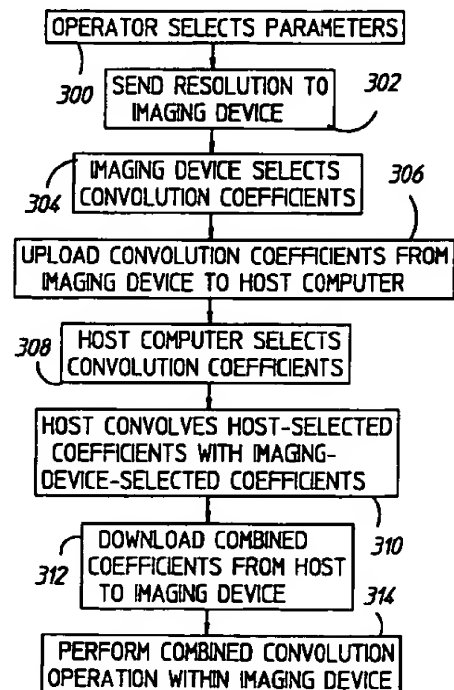 OPERATOR SELECTS PARAMETERS
300
SEND RESOLUTION TO
IMAGING DEVICE
302
IMAGING DEVICE SELECTS
CONVOLUTION COEFFICIENTS
304
306
UPLOAD CONVOLUTION COEFFICIENTS FROM
IMAGING DEVICE TO HOST COMPUTER
HOST COMPUTER SELECTS
CONVOLUTION COEFFICIENTS
308
HOST CONVOLVES HOST-SELECTED
COEFFICIENTS WITH IMAGING-
DEVICE-SELECTED COEFFICIENTS
310
DOWNLOAD COMBINED
COEFFICIENTS FROM HOST
TO IMAGING DEVICE
312
314
PERFORM COMBINED CONVOLUTION
OPERATION WITHIN IMAGING DEVICE